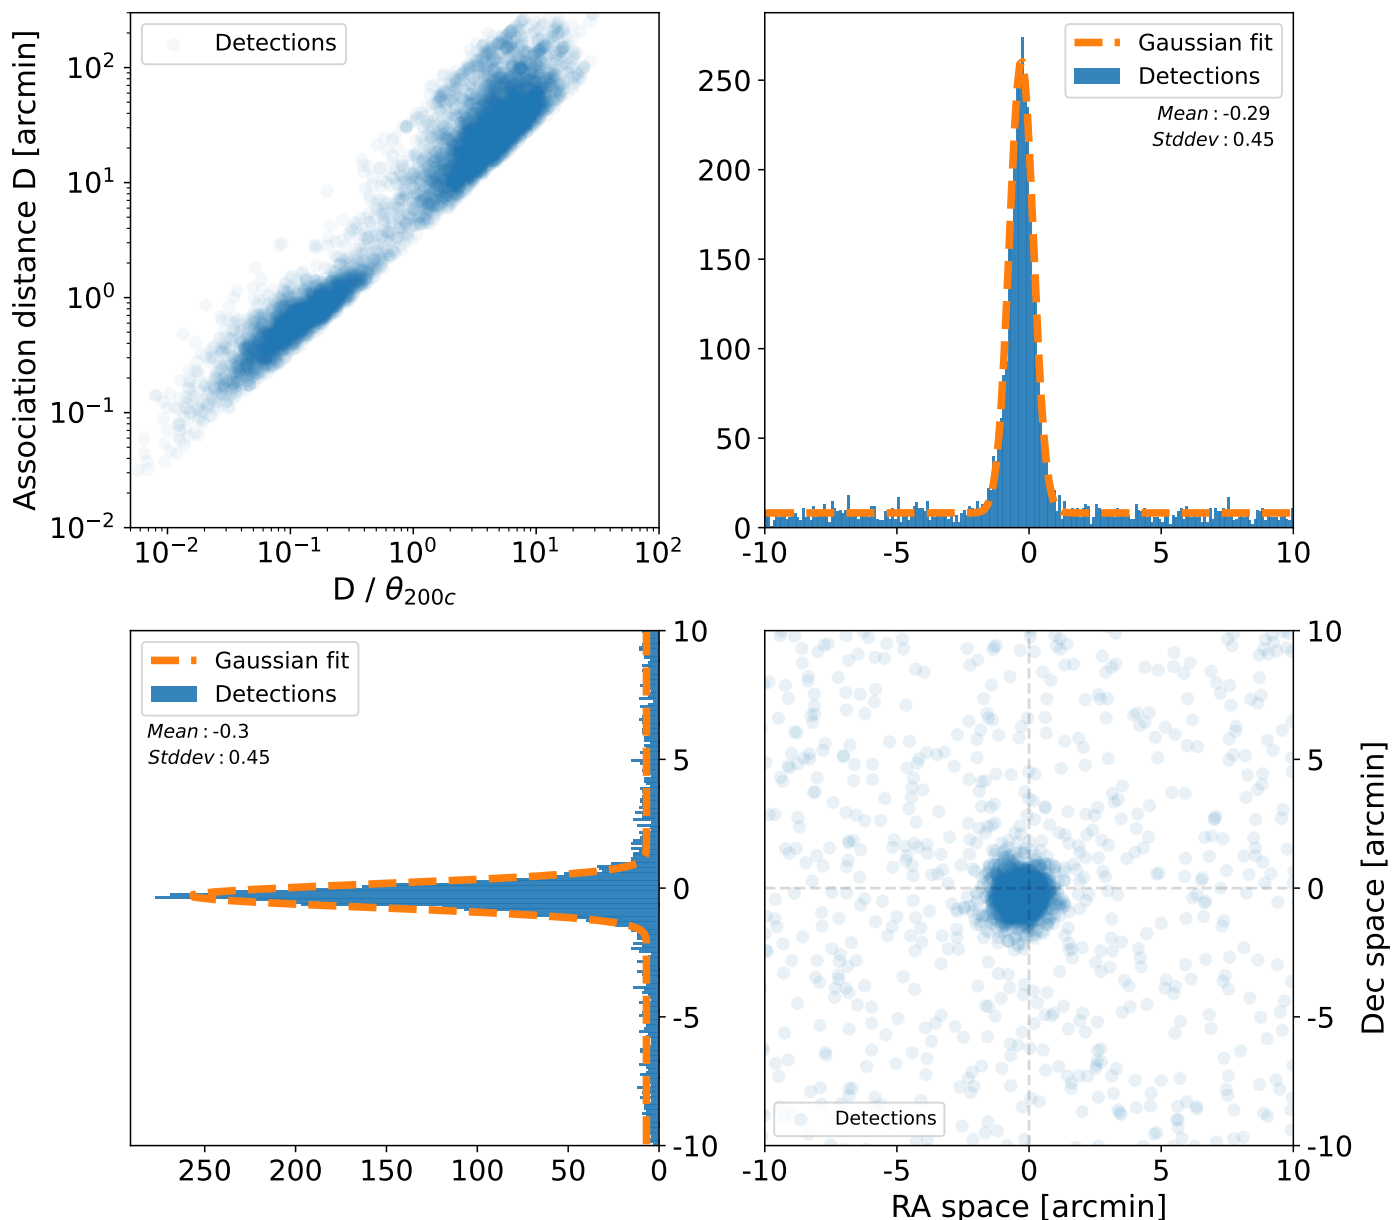 Association distance D [arcmin]
10²
10¹
10⁰
10⁻¹
10⁻²
Detections
10⁻² 10⁻¹ 10⁰ 10¹ 10²
D / θ200c
250
200
150
100
50
0
Gaussian fit
Detections
Mean: -0.29
Stddev: 0.45
-10 -5 0 5 10
Gaussian fit
Detections
Mean: -0.3
Stddev: 0.45
10
5
0
-5
-10
250 200 150 100 50 0
Detections
10
5
0
-5
-10
Dec space [arcmin]
-10 -5 0 5 10
RA space [arcmin]